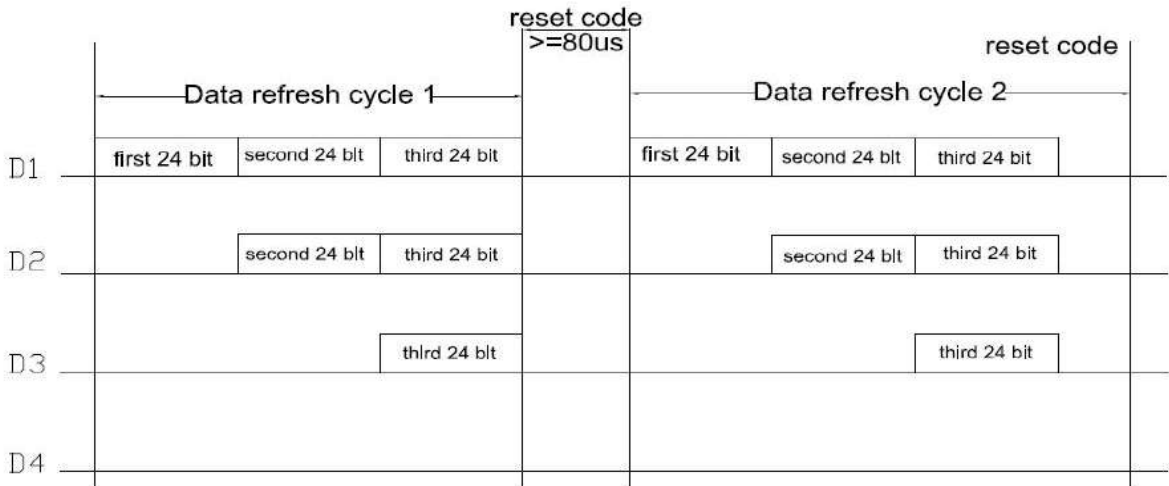 reset code
>=80us
reset code
Data refresh cycle 1
Data refresh cycle 2
D1 first 24 bit second 24 blt third 24 bit first 24 bit second 24 blt third 24 bit
D2 second 24 blt third 24 bit second 24 blt third 24 bit
D3 thlrd 24 blt third 24 bit
D4